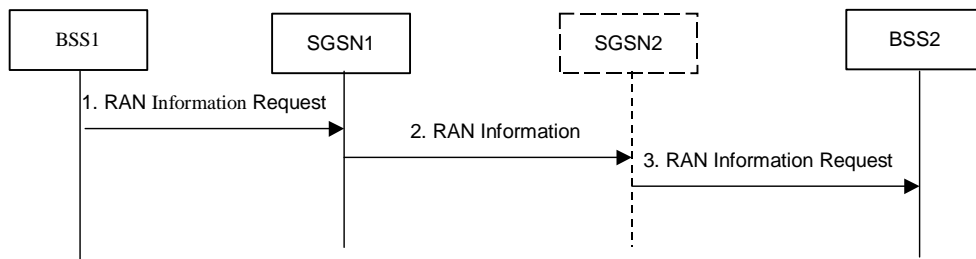 BSS1
SGSN1
SGSN2
BSS2
1. RAN Information Request
2. RAN Information
3. RAN Information Request